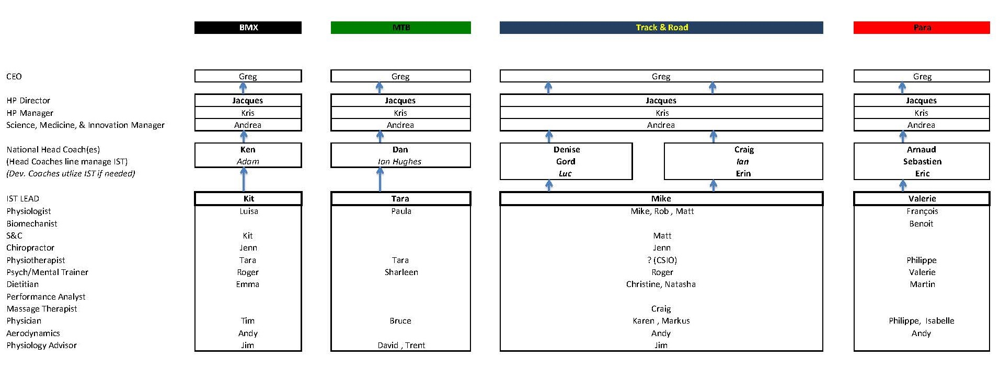 BMX MTB Track & Road Para
CEO Greg Greg Greg Greg
HP Director Jacques Jacques Jacques Jacques
HP Manager Kris Kris Kris Kris
Science, Medicine, & Innovation Manager Andrea Andrea Andrea Andrea
National Head Coach(es) Ken Dan Denise Craig Arnaud
(Head Coaches line manage IST) Adam Ian Hughes Gord Ian Sebastien
(Dev. Coaches utlize IST if needed) Luc Erin Eric
IST LEAD Kit Tara Mike Valerie
Physiologist Luisa Paula Mike, Rob , Matt François
Biomechanist Benoit
S&C Kit Matt
Chiropractor Jenn Jenn
Physiotherapist Tara Tara ? (CSIO) Philippe
Psych/Mental Trainer Roger Sharleen Roger Valerie
Dietitian Emma Christine, Natasha Martin
Performance Analyst
Massage Therapist Craig
Physician Tim Bruce Karen , Markus Philippe, Isabelle
Aerodynamics Andy Andy Andy
Physiology Advisor Jim David , Trent Jim